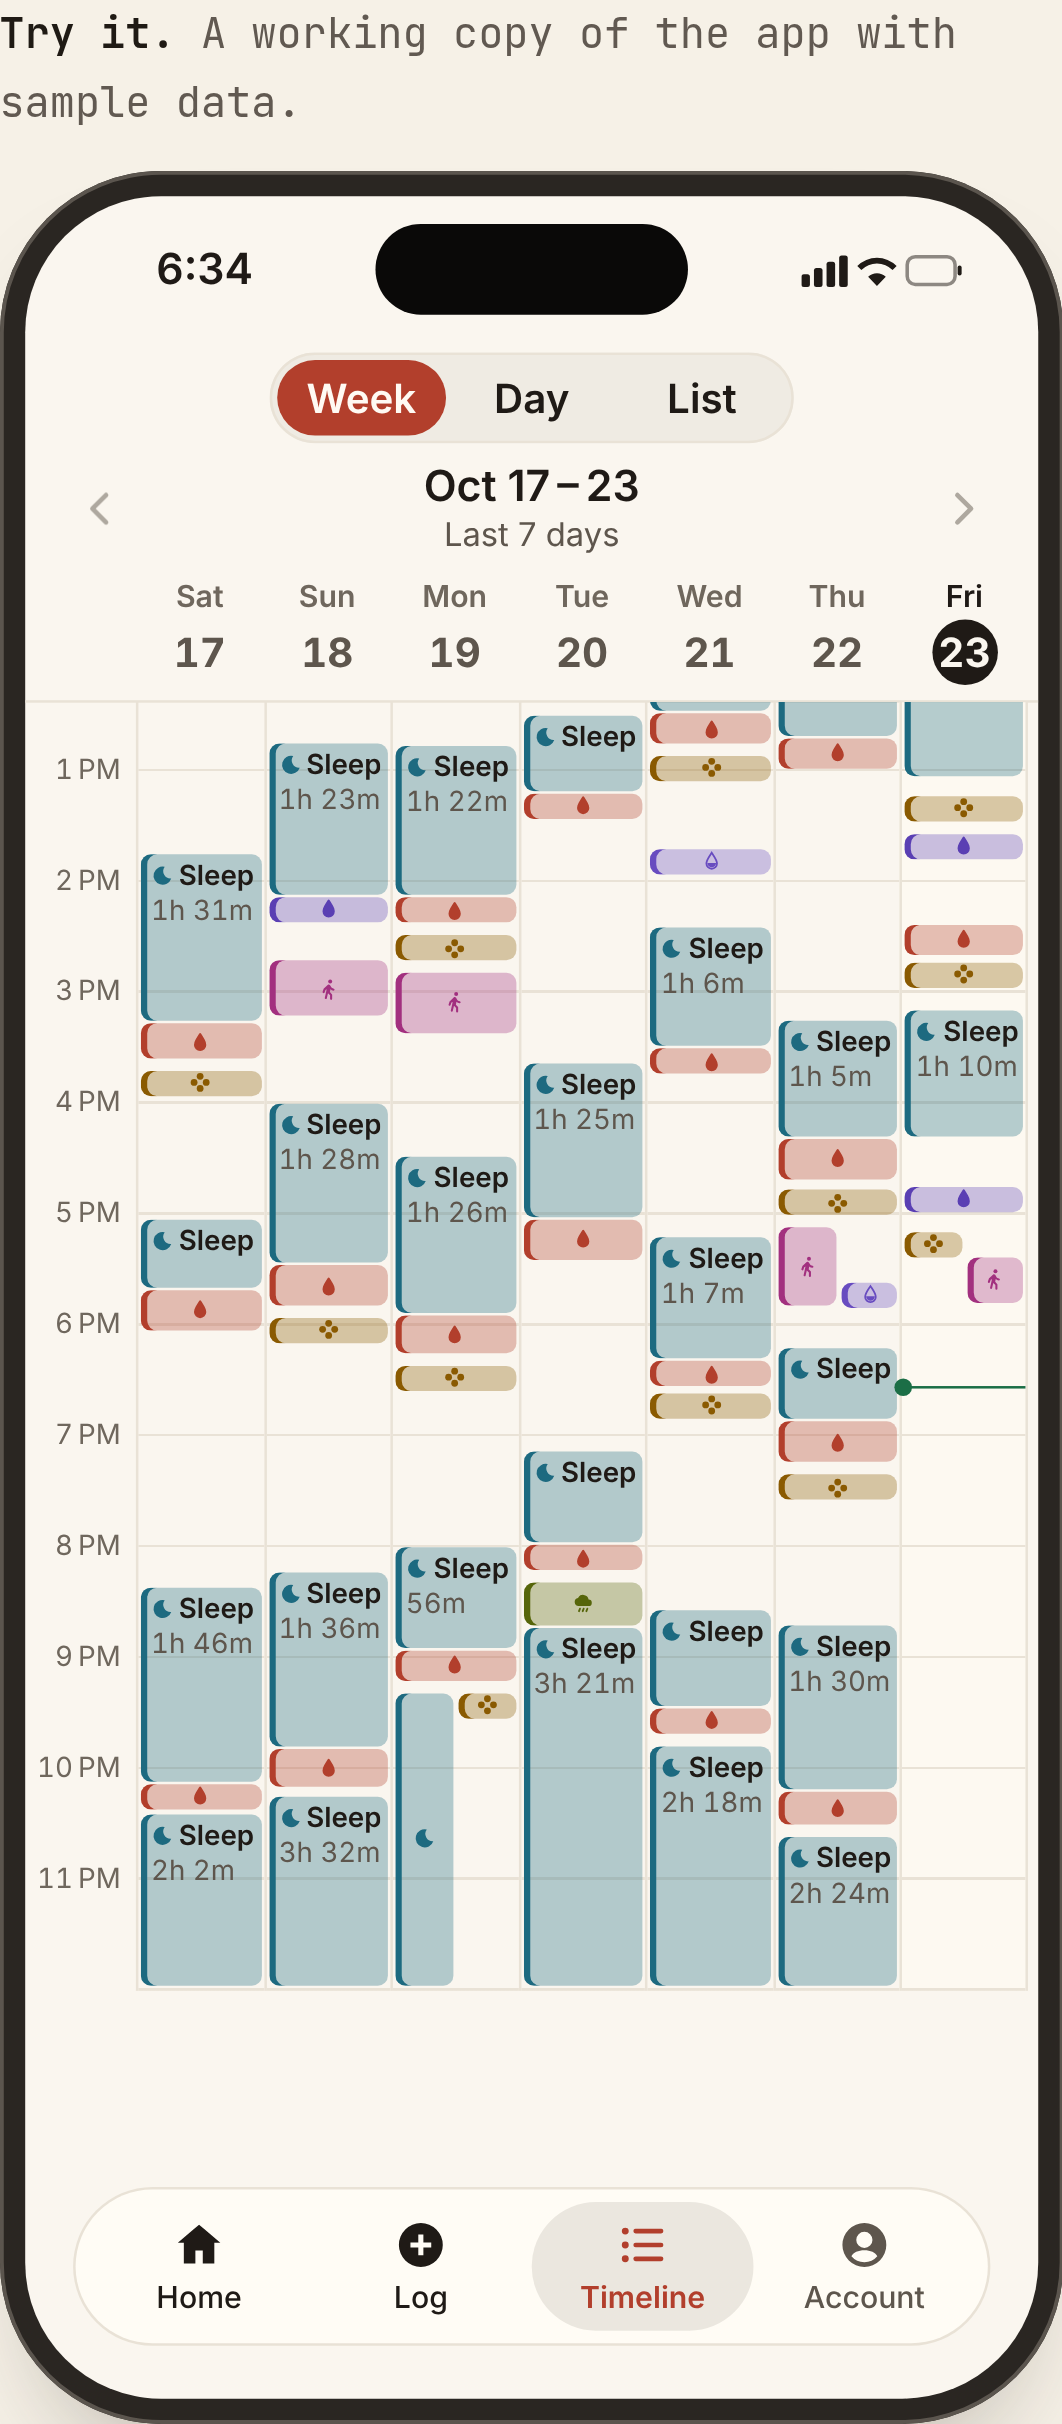 Try it. A working copy of the app with
sample data.
6:34
Week Day List
Oct 17 – 23
Last 7 days
Sat Sun Mon Tue Wed Thu Fri
17 18 19 20 21 22 23
Sleep
1 PM Sleep Sleep
1h 23m 1h 22m
2 PM Sleep
1h 31m
Sleep
3 PM 1h 6m
Sleep Sleep
1h 5m 1h 10m
4 PM Sleep
1h 25m
Sleep
1h 28m
Sleep
5 PM 1h 26m
Sleep
Sleep
1h 7m
6 PM
Sleep
7 PM
Sleep
8 PM
Sleep
56m
Sleep Sleep
1h 46m 1h 36m
Sleep
9 PM Sleep Sleep
3h 21m 1h 30m
10 PM Sleep
2h 18m
Sleep Sleep
2h 2m 3h 32m
11 PM Sleep
2h 24m
Home Log Timeline Account